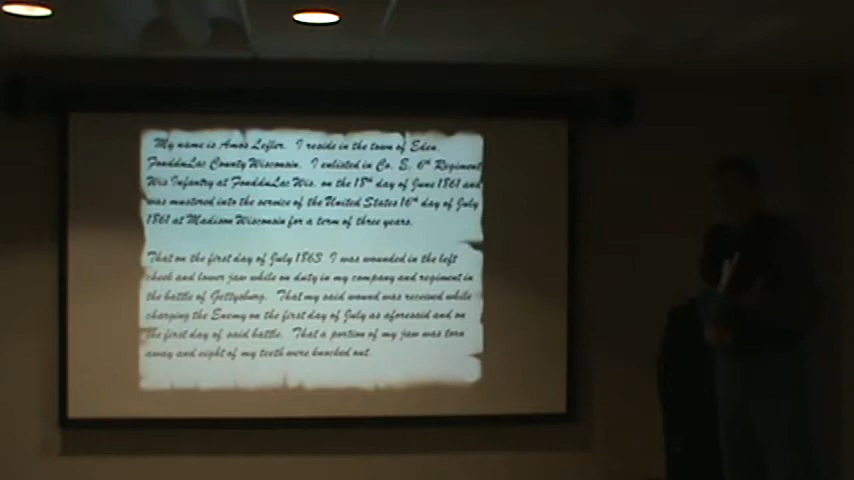 My name is Amos Lefler. I reside in the town of Eden,
FondduLac County Wisconsin. I enlisted in Co. E, 6th Regiment
Wis Infantry at FondduLac Wis. on the 18th day of June 1861 and
was mustered into the service of the United States 16th day of July
1861 at Madison Wisconsin for a term of three years.
That on the first day of July 1863 I was wounded in the left
cheek and lower jaw while on duty in my company and regiment in
the battle of Gettysburg. That my said wound was received while
charging the Enemy on the first day of July as aforesaid and on
the first day of said battle. That a portion of my jaw was torn
away and eight of my teeth were knocked out.